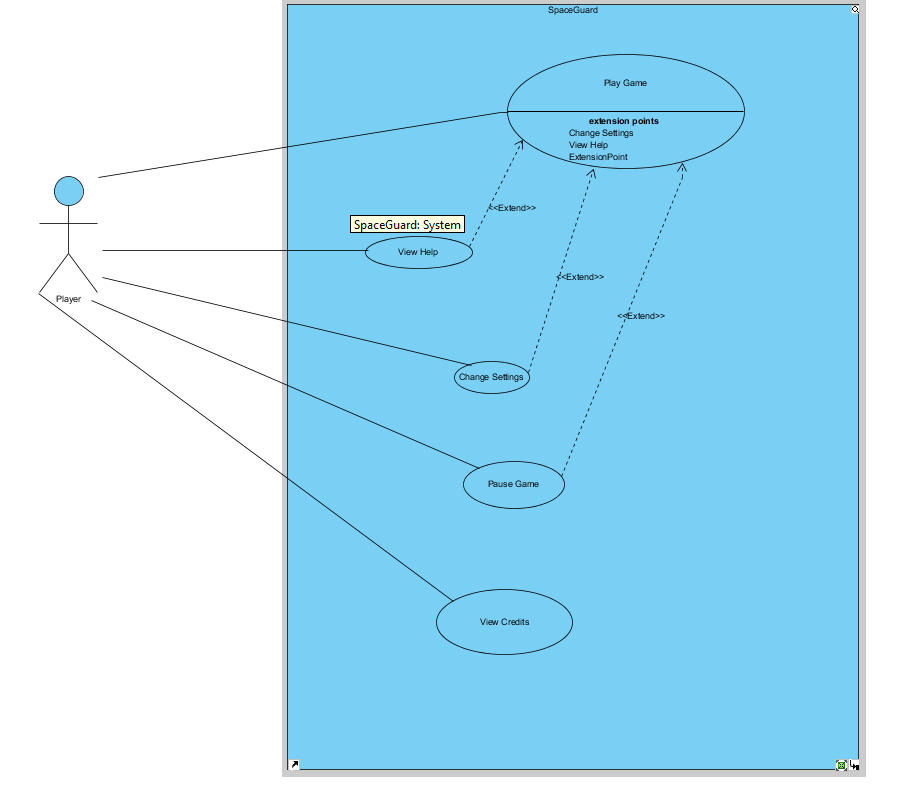 SpaceGuard
Play Game
extension points
Change Settings
View Help
ExtensionPoint
<<Extend>>
SpaceGuard: System
View Help
<<Extend>>
Player
<<Extend>>
Change Settings
Pause Game
View Credits